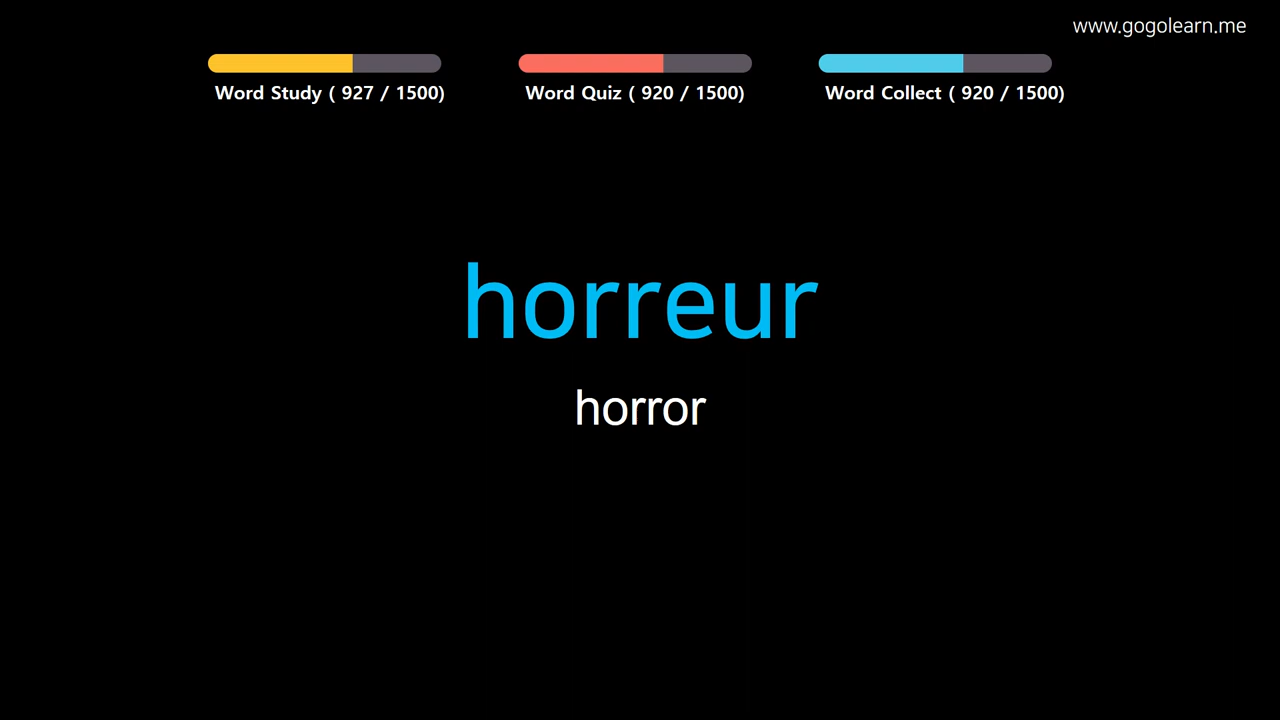 www.gogolearn.me
Word Study ( 927 / 1500)
Word Quiz ( 920 / 1500)
Word Collect ( 920 / 1500)
horreur
horror